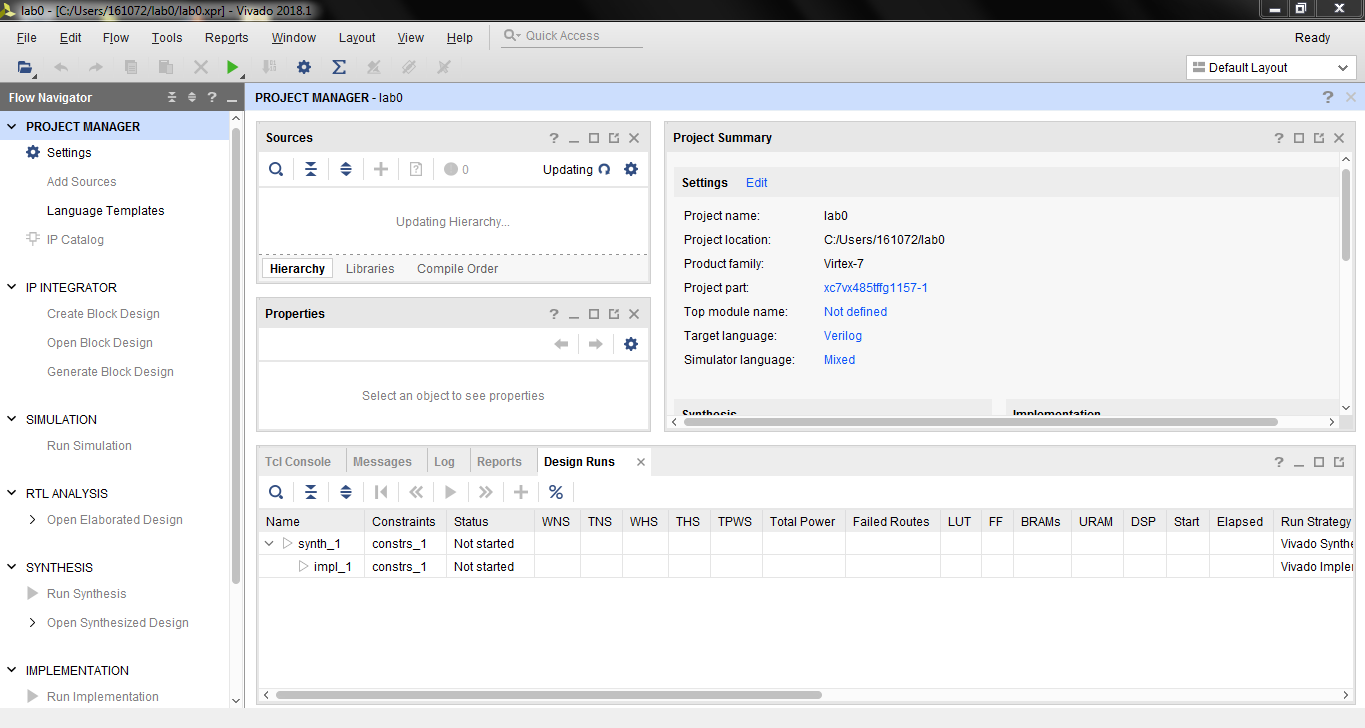 lab0 - [C:/Users/161072/lab0/lab0.xpr] - Vivado 2018.1
File Edit Flow Tools Reports Window Layout View Help Quick Access Ready
Default Layout
Flow Navigator
PROJECT MANAGER
Settings
Add Sources
Language Templates
IP Catalog
IP INTEGRATOR
Create Block Design
Open Block Design
Generate Block Design
SIMULATION
Run Simulation
RTL ANALYSIS
Open Elaborated Design
SYNTHESIS
Run Synthesis
Open Synthesized Design
IMPLEMENTATION
Run Implementation
PROJECT MANAGER - lab0
Sources
0 Updating
Updating Hierarchy...
Hierarchy Libraries Compile Order
Properties
Select an object to see properties
Project Summary
Settings Edit
Project name: lab0
Project location: C:/Users/161072/lab0
Product family: Virtex-7
Project part: xc7vx485tffg1157-1
Top module name: Not defined
Target language: Verilog
Simulator language: Mixed
Synthesis Implementation
Tcl Console Messages Log Reports Design Runs
Name Constraints Status WNS TNS WHS THS TPWS Total Power Failed Routes LUT FF BRAMs URAM DSP Start Elapsed Run Strategy
synth_1 constrs_1 Not started Vivado Synthe
impl_1 constrs_1 Not started Vivado Implen